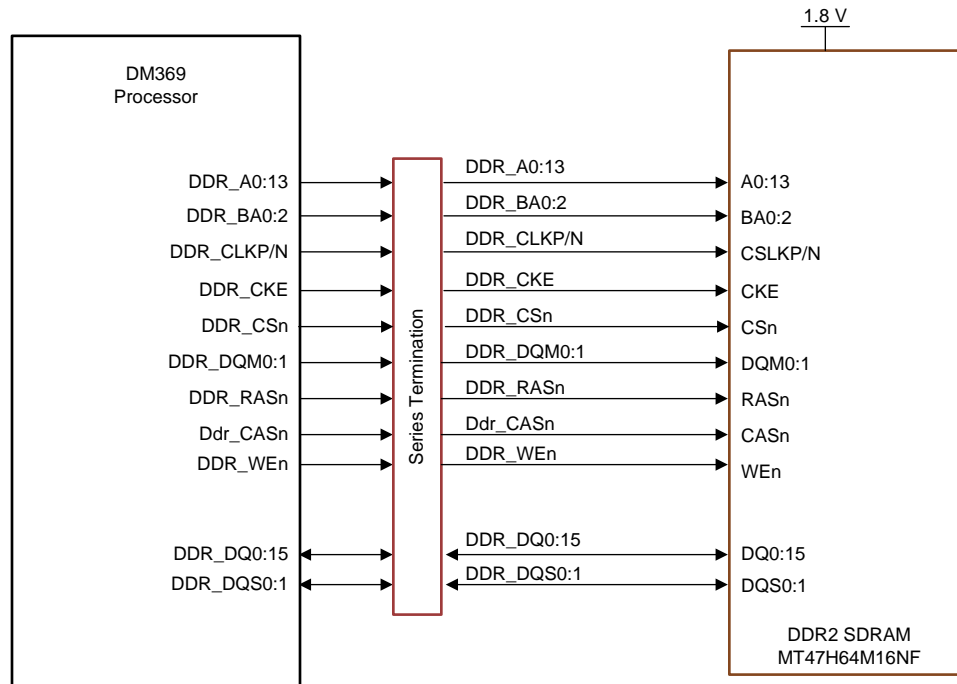 1.8 V
DM369
Processor
DDR_A0:13
DDR_BA0:2
DDR_CLKP/N
DDR_CKE
DDR_CSn
DDR_DQM0:1
DDR_RASn
Ddr_CASn
DDR_WEn
DDR_DQ0:15
DDR_DQS0:1
Series Termination
DDR_A0:13
DDR_BA0:2
DDR_CLKP/N
DDR_CKE
DDR_CSn
DDR_DQM0:1
DDR_RASn
Ddr_CASn
DDR_WEn
DDR_DQ0:15
DDR_DQS0:1
A0:13
BA0:2
CSLKP/N
CKE
CSn
DQM0:1
RASn
CASn
WEn
DQ0:15
DQS0:1
DDR2 SDRAM
MT47H64M16NF